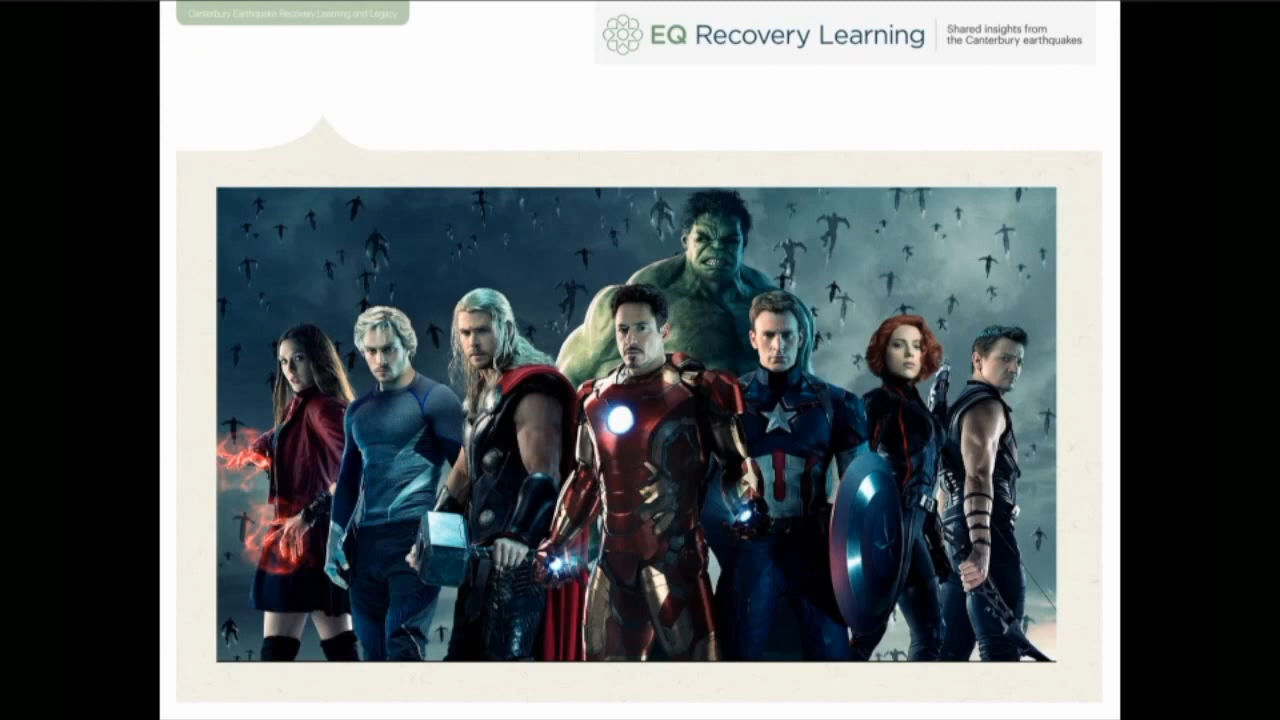 Canterbury Earthquake Recovery Learning and Legacy
EQ Recovery Learning
Shared insights from
the Canterbury earthquakes